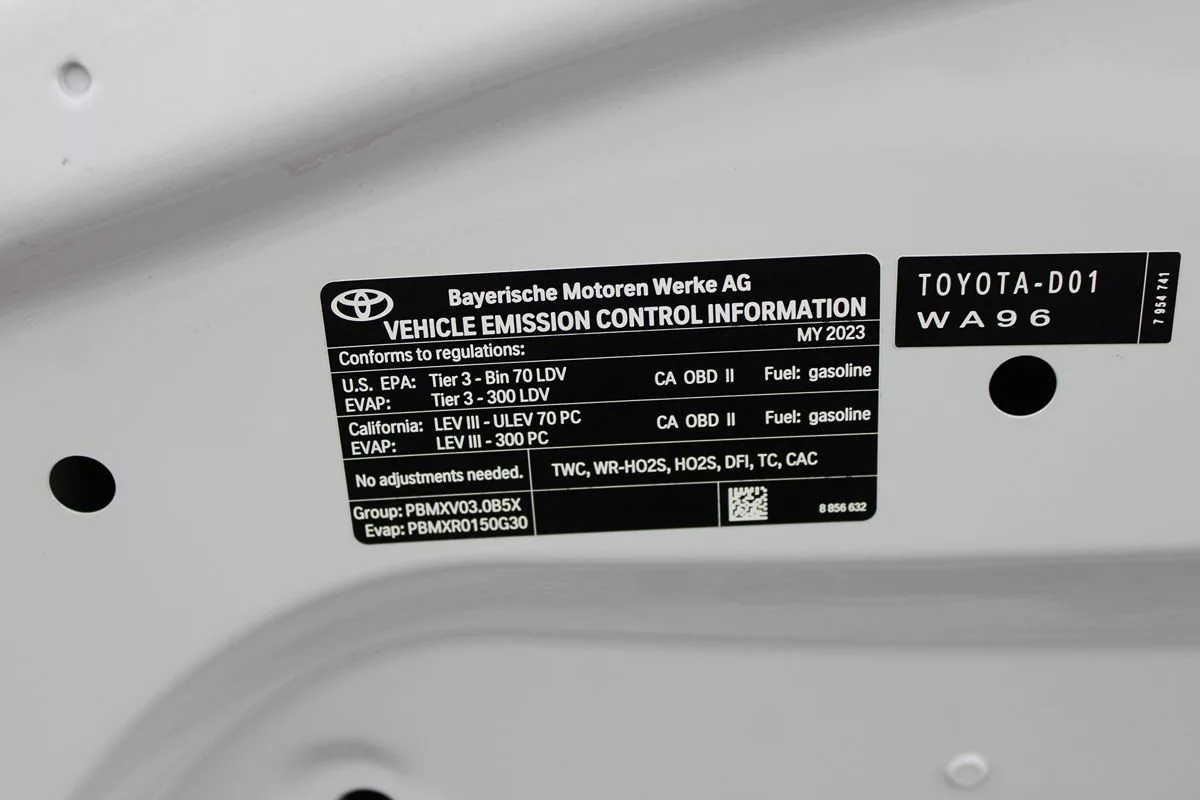 Bayerische Motoren Werke AG
VEHICLE EMISSION CONTROL INFORMATION
MY 2023
Conforms to regulations:
U.S. EPA: Tier 3 - Bin 70 LDV CA OBD II Fuel: gasoline
EVAP: Tier 3 - 300 LDV
California: LEV III - ULEV 70 PC CA OBD II Fuel: gasoline
EVAP: LEV III - 300 PC
No adjustments needed. TWC, WR-HO2S, HO2S, DFI, TC, CAC
Group: PBMXV03.0B5X
Evap: PBMXR0150G30
8 856 632
TOYOTA-D01
WA96
7 954 741